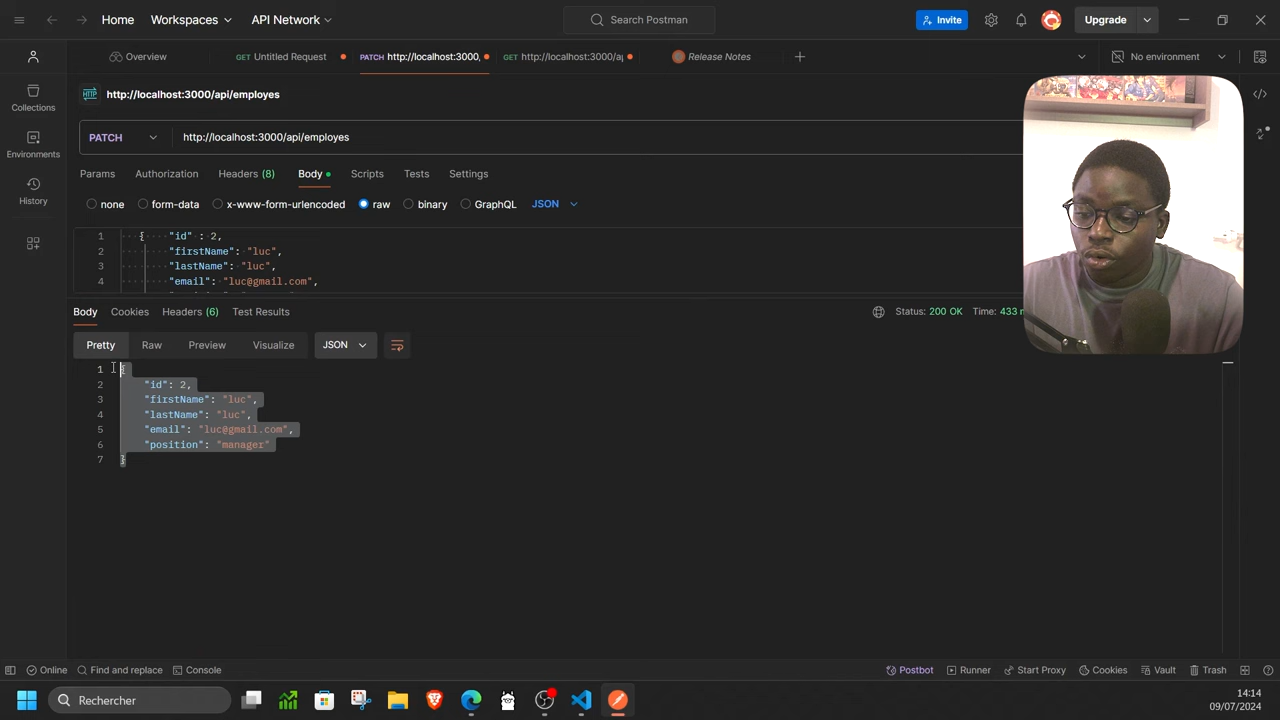 Home
Workspaces
API Network
Search Postman
Invite
Upgrade
Overview
GET Untitled Request
PATCH http://localhost:3000,
GET http://localhost:3000/a
Release Notes
No environment
HTTP http://localhost:3000/api/employes
Collections
Environments
History
PATCH http://localhost:3000/api/employes
Params Authorization Headers (8) Body Scripts Tests Settings
none form-data x-www-form-urlencoded raw binary GraphQL JSON
1 { "id" : 2,
2 "firstName": "luc",
3 "lastName": "luc",
4 "email": "luc@gmail.com",
Body Cookies Headers (6) Test Results Status: 200 OK Time: 433 m
Pretty Raw Preview Visualize JSON
1 {
2 "id": 2,
3 "firstName": "luc",
4 "lastName": "luc",
5 "email": "luc@gmail.com",
6 "position": "manager"
7 }
Online Find and replace Console Postbot Runner Start Proxy Cookies Vault Trash
Rechercher
14:14
09/07/2024